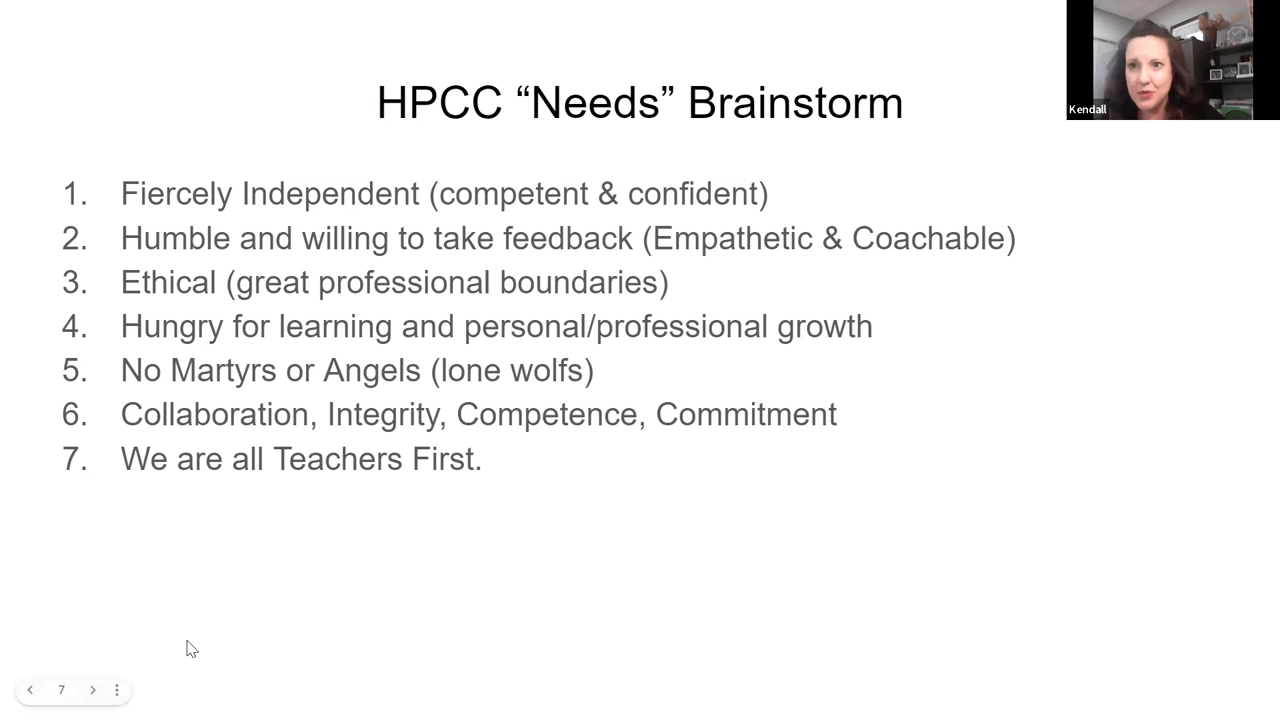 HPCC “Needs” Brainstorm
Kendall
1. Fiercely Independent (competent & confident)
2. Humble and willing to take feedback (Empathetic & Coachable)
3. Ethical (great professional boundaries)
4. Hungry for learning and personal/professional growth
5. No Martyrs or Angels (lone wolfs)
6. Collaboration, Integrity, Competence, Commitment
7. We are all Teachers First.
7